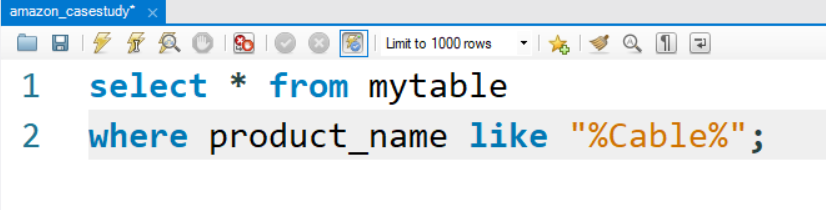 amazon_casestudy*
Limit to 1000 rows
1 select * from mytable
2 where product_name like "%Cable%";